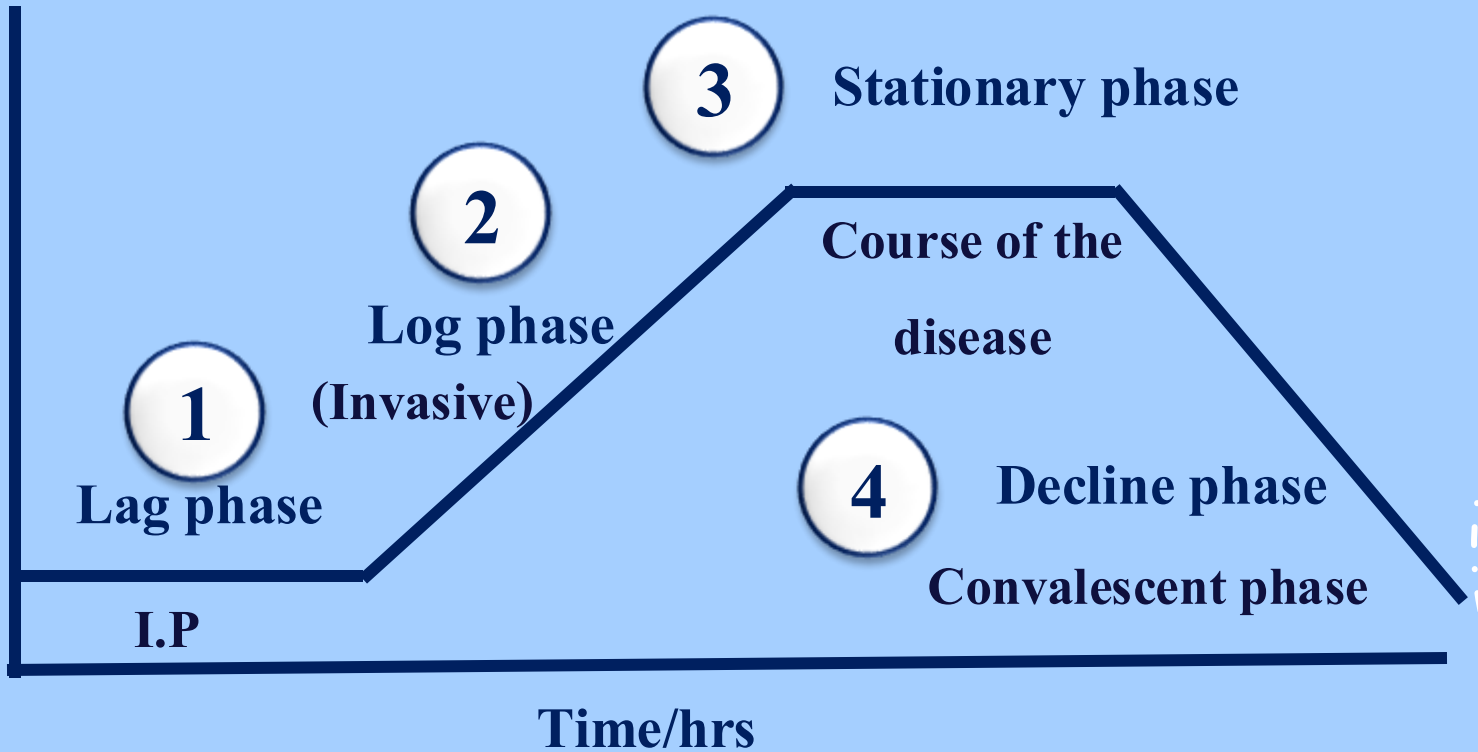 3
Stationary phase
2
Log phase
(Invasive)
1
Lag phase
I.P
Course of the
disease
4
Decline phase
Convalescent phase
Time/hrs